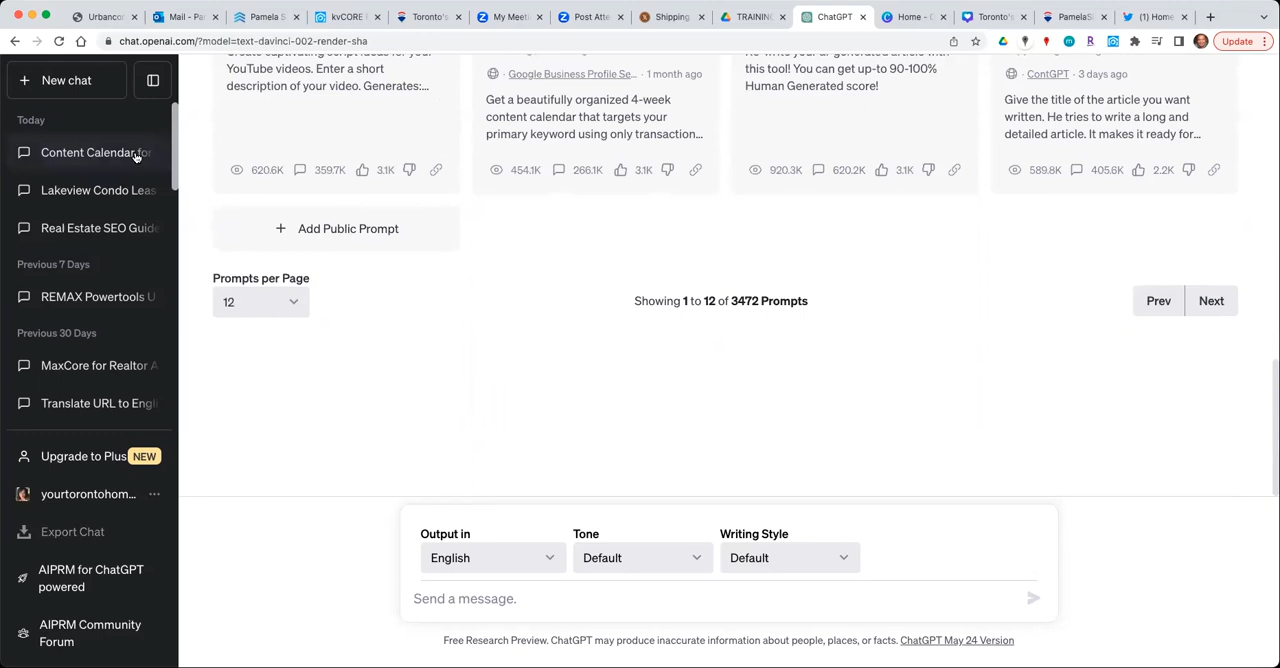 Urbancor
Mail - Pa
Pamela S
kvCORE
Toronto's
My Meeti
Post Atte
Shipping
TRAINING
ChatGPT
Home - C
Toronto's
PamelaS
(1) Home
chat.openai.com/?model=text-davinci-002-render-sha
Update
New chat
Today
Content Calendar for
Lakeview Condo Leas
Real Estate SEO Guide
Previous 7 Days
REMAX Powertools U
Previous 30 Days
MaxCore for Realtor A
Translate URL to Engli
Upgrade to Plus NEW
yourtorontohom...
Export Chat
AIPRM for ChatGPT
powered
AIPRM Community
Forum
YouTube videos. Enter a short
description of your video. Generates:...
620.6K 359.7K 3.1K
Google Business Profile Se... · 1 month ago
Get a beautifully organized 4-week
content calendar that targets your
primary keyword using only transaction...
454.1K 266.1K 3.1K
this tool! You can get up-to 90-100%
Human Generated score!
920.3K 620.2K 3.1K
ContGPT · 3 days ago
Give the title of the article you want
written. He tries to write a long and
detailed article. It makes it ready for...
589.8K 405.6K 2.2K
+ Add Public Prompt
Prompts per Page
12
Showing 1 to 12 of 3472 Prompts
Prev Next
Output in Tone Writing Style
English Default Default
Send a message.
Free Research Preview. ChatGPT may produce inaccurate information about people, places, or facts. ChatGPT May 24 Version